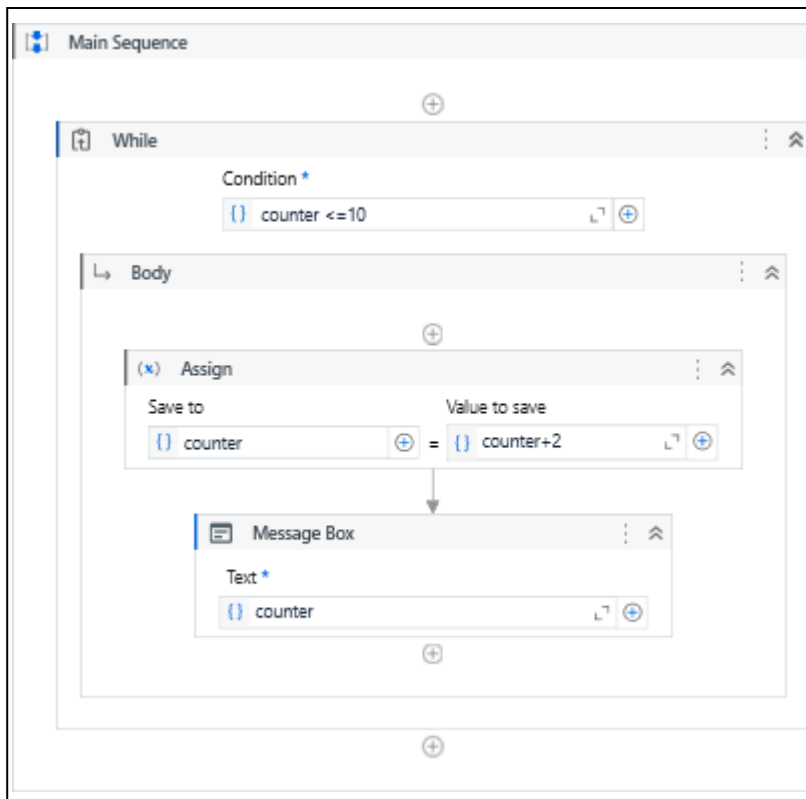 Main Sequence
While
Condition *
{} counter <=10
Body
(x) Assign
Save to Value to save
{} counter = {} counter+2
Message Box
Text *
{} counter